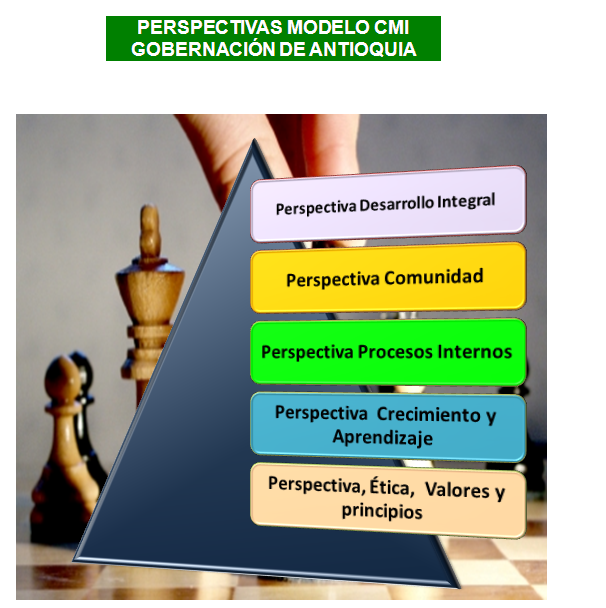 PERSPECTIVAS MODELO CMI
GOBERNACIÓN DE ANTIOQUIA
Perspectiva Desarrollo Integral
Perspectiva Comunidad
Perspectiva Procesos Internos
Perspectiva Crecimiento y
Aprendizaje
Perspectiva, Ética, Valores y
principios